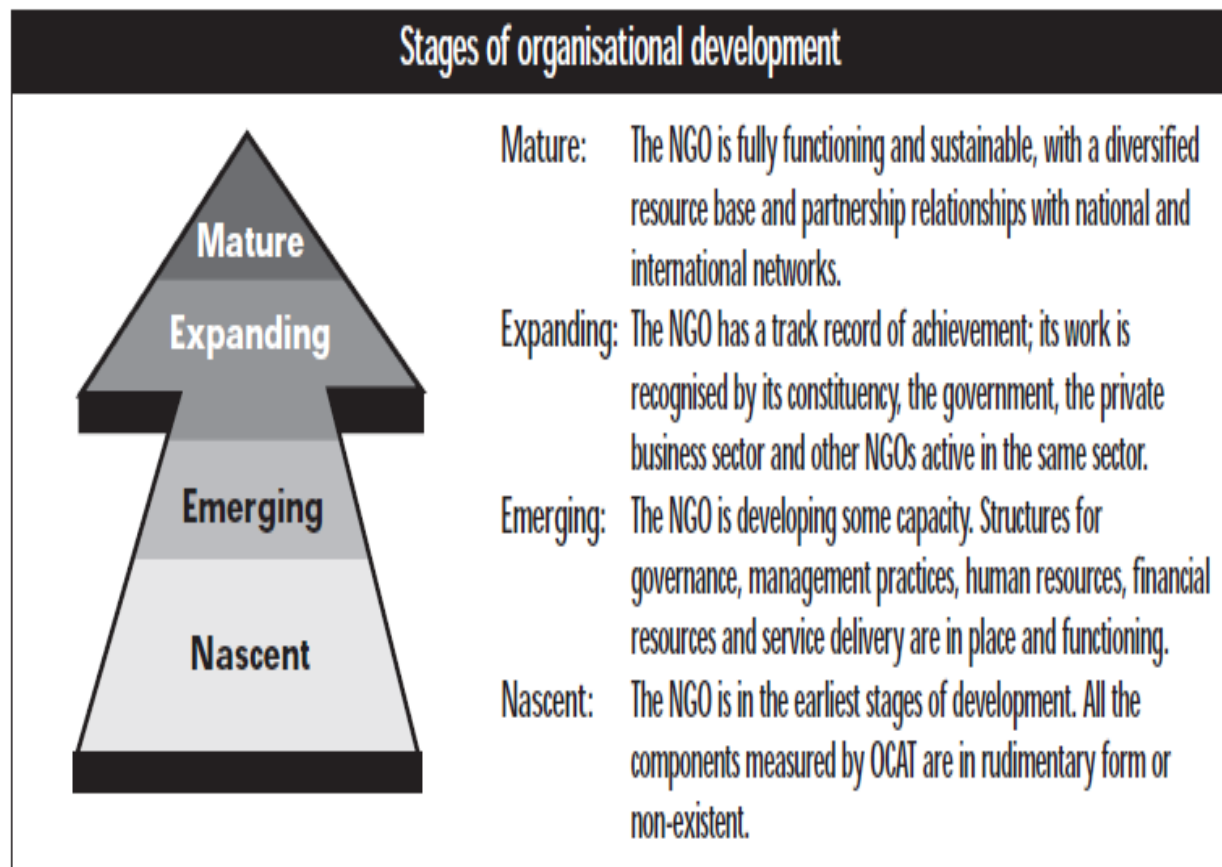 Stages of organisational development
Mature
Expanding
Emerging
Nascent
Mature: The NGO is fully functioning and sustainable, with a diversified
resource base and partnership relationships with national and
international networks.
Expanding: The NGO has a track record of achievement; its work is
recognised by its constituency, the government, the private
business sector and other NGOs active in the same sector.
Emerging: The NGO is developing some capacity. Structures for
governance, management practices, human resources, financial
resources and service delivery are in place and functioning.
Nascent: The NGO is in the earliest stages of development. All the
components measured by OCAT are in rudimentary form or
non-existent.